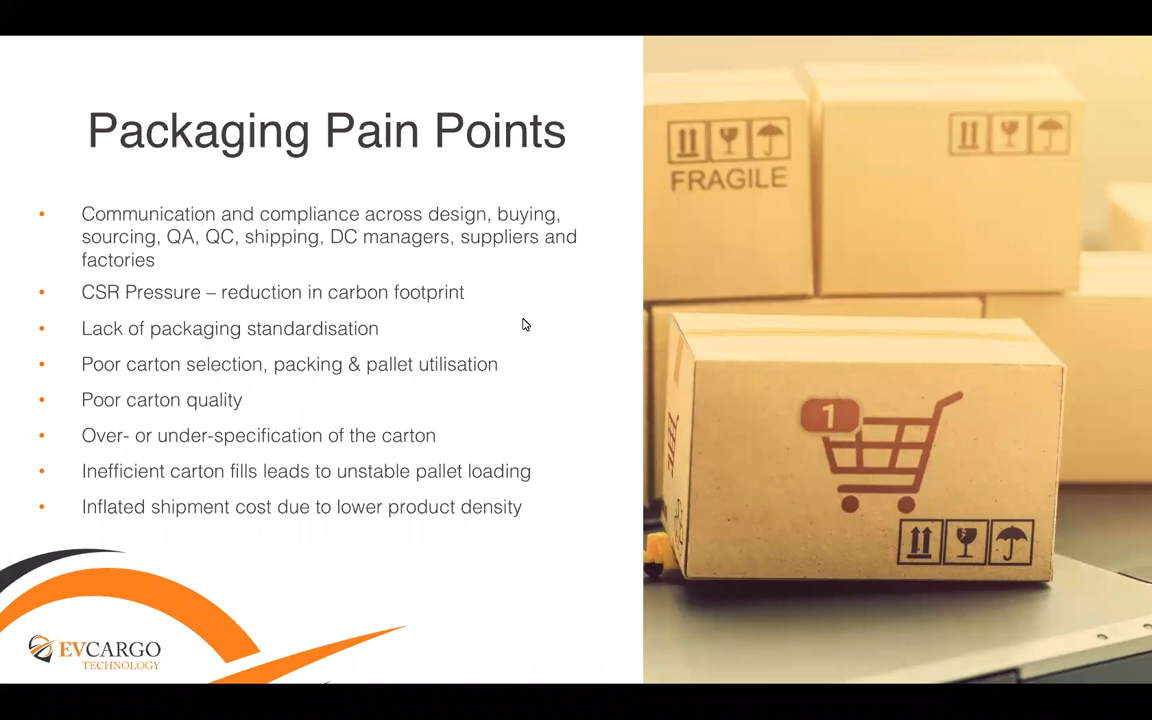 Packaging Pain Points
• Communication and compliance across design, buying,
sourcing, QA, QC, shipping, DC managers, suppliers and
factories
• CSR Pressure – reduction in carbon footprint
• Lack of packaging standardisation
• Poor carton selection, packing & pallet utilisation
• Poor carton quality
• Over- or under-specification of the carton
• Inefficient carton fills leads to unstable pallet loading
• Inflated shipment cost due to lower product density
EVCARGO
TECHNOLOGY
FRAGILE
1